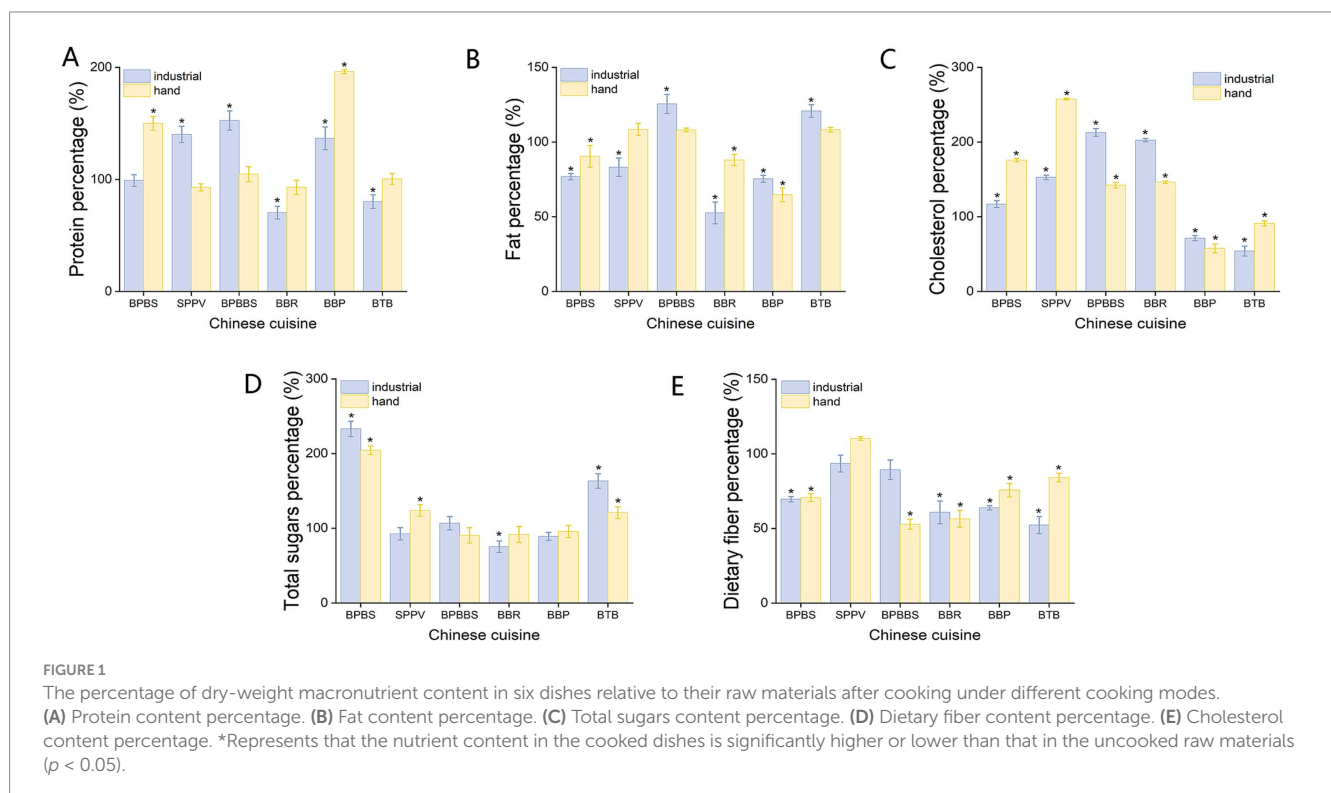 A
Protein percentage (%)
200
100
0
industrial
hand
* * * * * * *
BPBS SPPV BPBBS BBR BBP BTB
Chinese cuisine
B
Fat percentage (%)
150
100
50
0
industrial
hand
* * * * * * * * *
BPBS SPPV BPBBS BBR BBP BTB
Chinese cuisine
C
Cholesterol percentage (%)
300
200
100
0
industrial
hand
* * * * * * * * * * * *
BPBS SPPV BPBBS BBR BBP BTB
Chinese cuisine
D
Total sugars percentage (%)
300
200
100
0
industrial
hand
* * * * * *
BPBS SPPV BPBBS BBR BBP BTB
Chinese cuisine
E
Dietary fiber percentage (%)
150
100
50
0
industrial
hand
* * * * * * * * *
BPBS SPPV BPBBS BBR BBP BTB
Chinese cuisine
FIGURE 1
The percentage of dry-weight macronutrient content in six dishes relative to their raw materials after cooking under different cooking modes.
(A) Protein content percentage. (B) Fat content percentage. (C) Total sugars content percentage. (D) Dietary fiber content percentage. (E) Cholesterol
content percentage. *Represents that the nutrient content in the cooked dishes is significantly higher or lower than that in the uncooked raw materials
(p < 0.05).